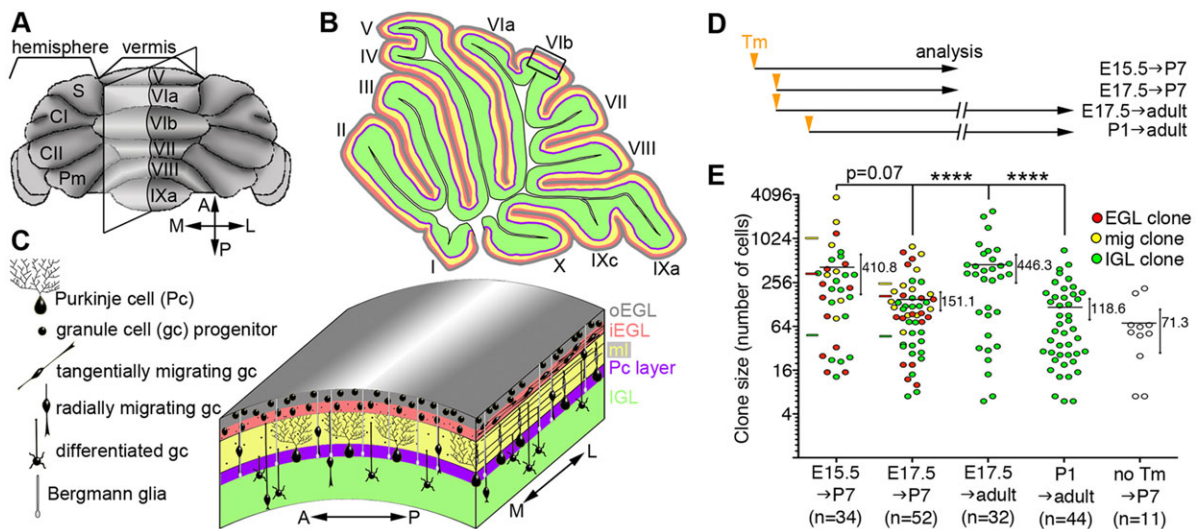 A
hemisphere vermis
S
CI
CII
Pm
V
VIa
VIb
VII
VIII
IXa
A
M L
P
B
V
IV
III
II
I
VIa
VIb
VII
VIII
X
IXc
IXa
C
Purkinje cell (Pc)
granule cell (gc) progenitor
tangentially migrating gc
radially migrating gc
differentiated gc
Bergmann glia
oEGL
iEGL
ml
Pc layer
IGL
A P
M L
D
Tm
analysis
E15.5→P7
E17.5→P7
E17.5→adult
P1→adult
E
p=0.07 **** ****
EGL clone
mig clone
IGL clone
Clone size (number of cells)
4096
1024
256
64
16
4
410.8
151.1
446.3
118.6
71.3
E15.5 E17.5 E17.5 P1 no Tm
→P7 →P7 →adult →adult →P7
(n=34) (n=52) (n=32) (n=44) (n=11)